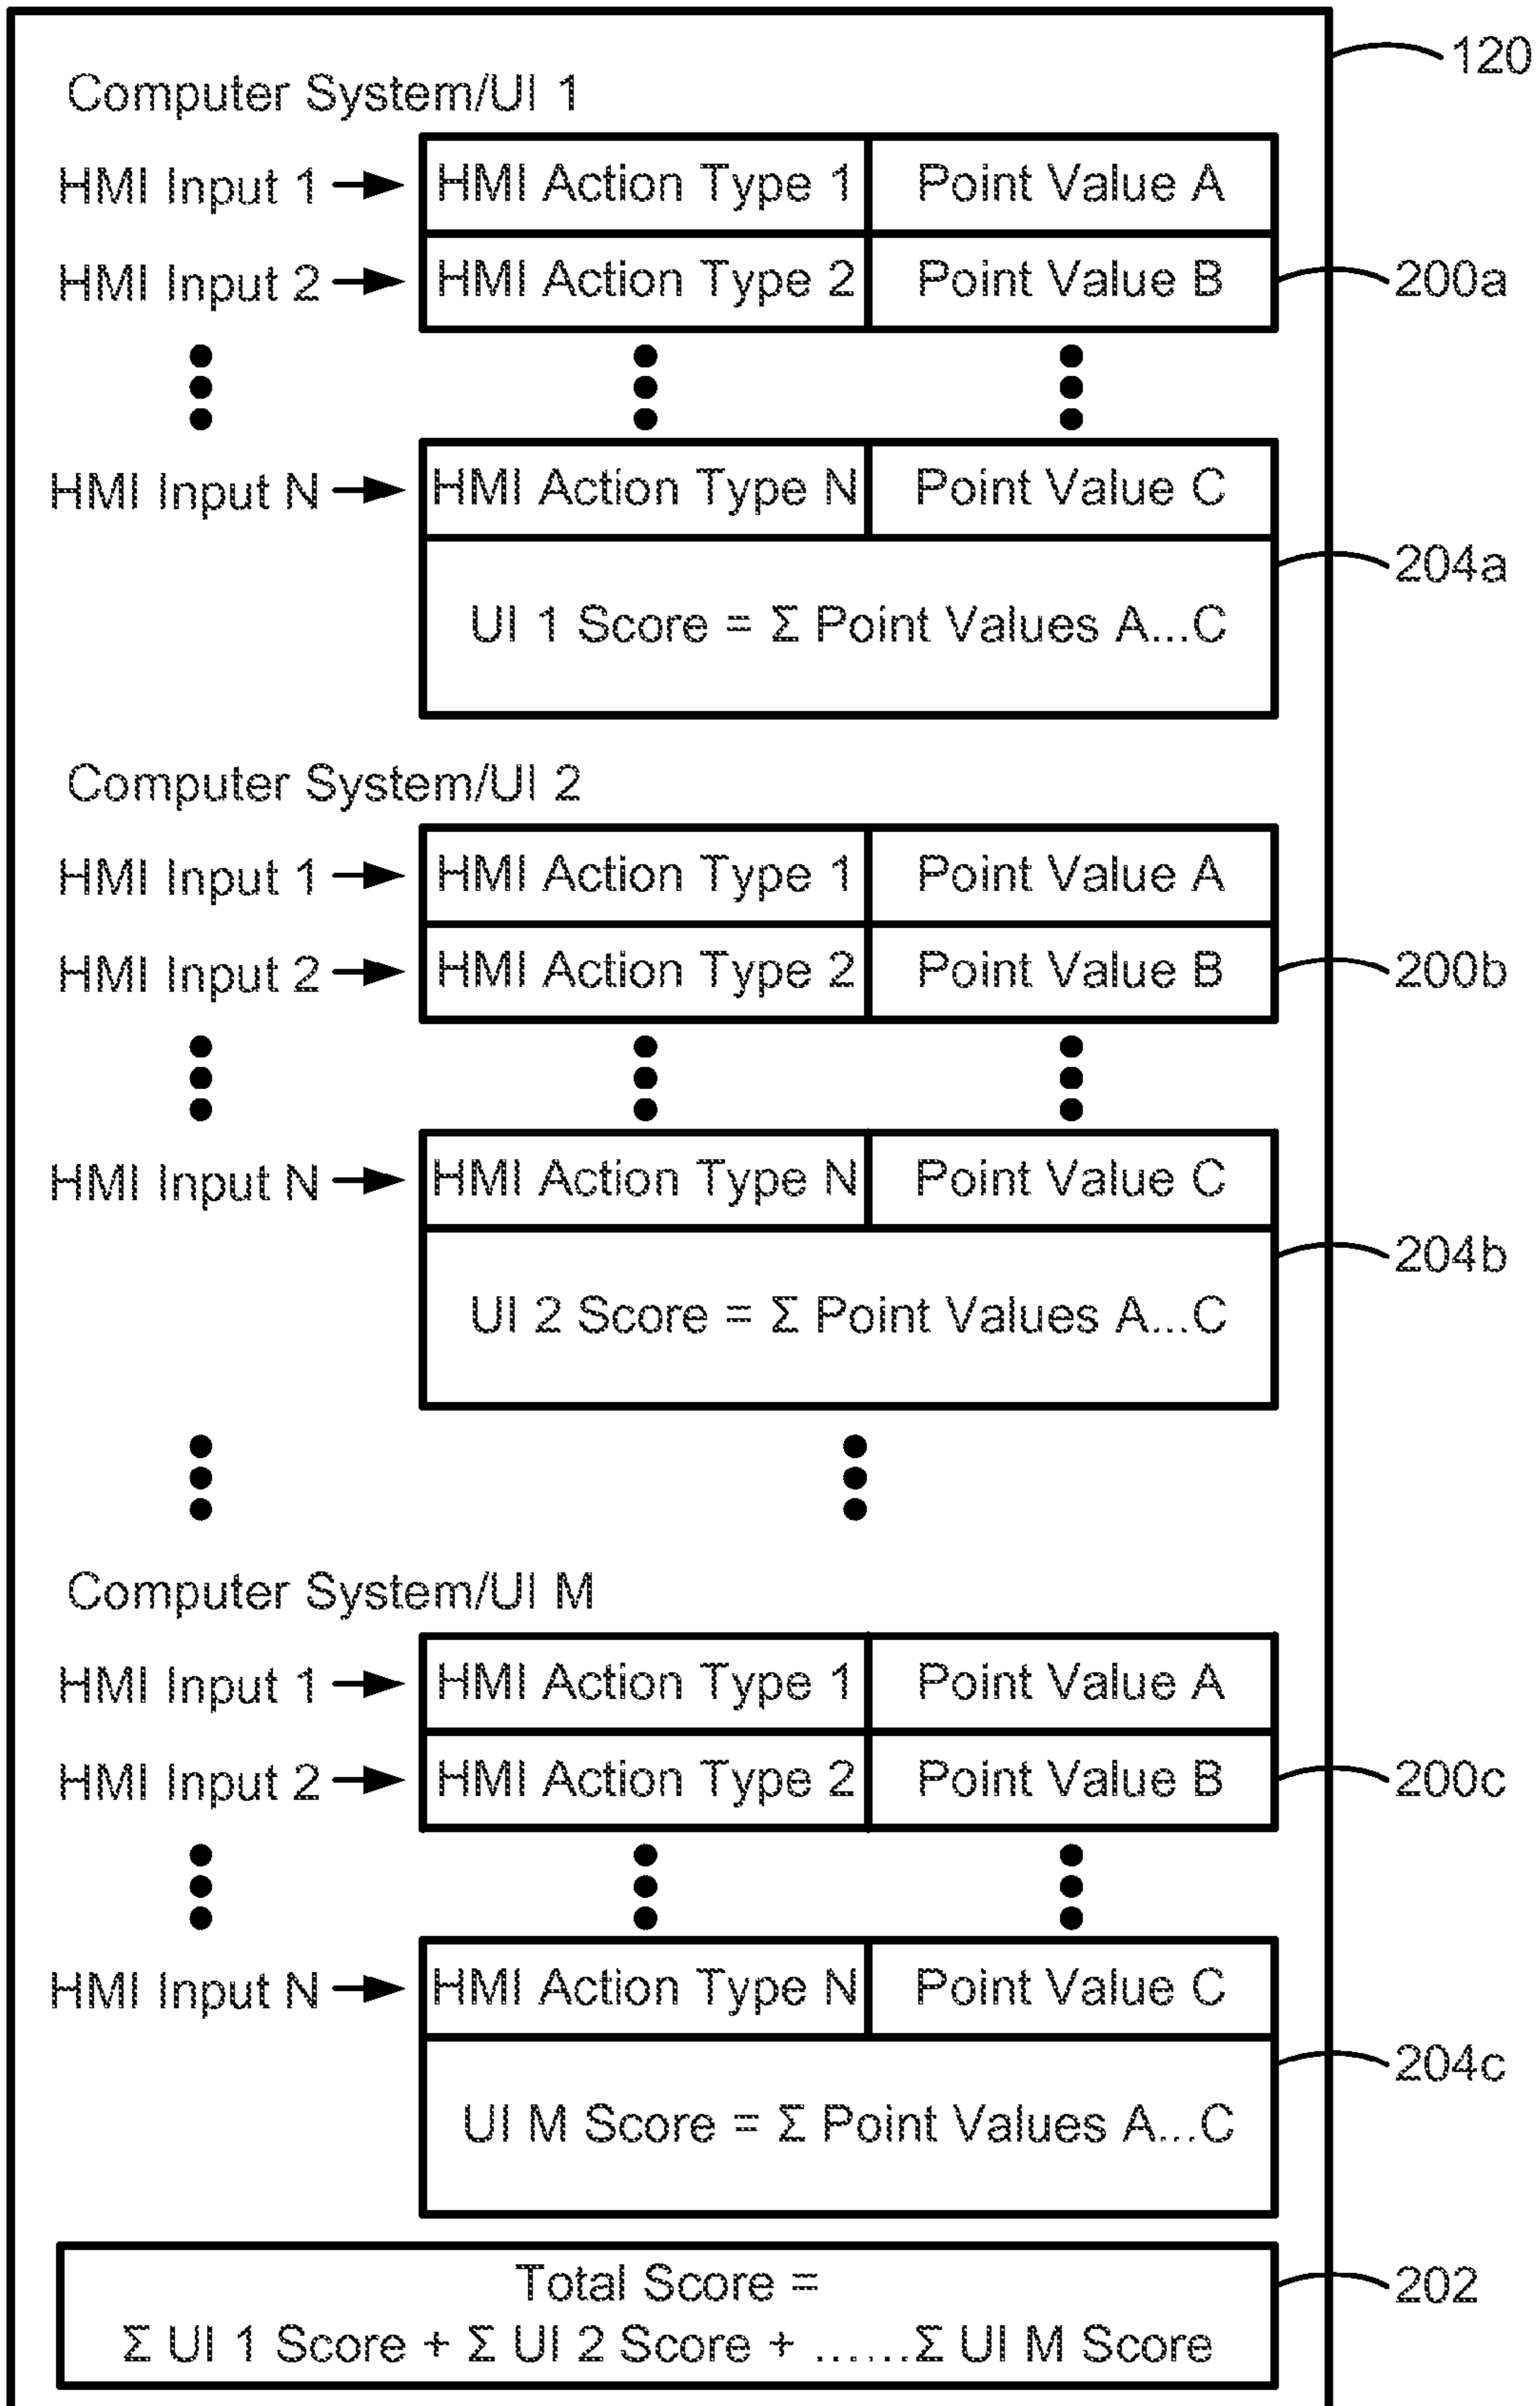 120
Computer System/UI 1
HMI Input 1 HMI Action Type 1 Point Value A
HMI Input 2 HMI Action Type 2 Point Value B 200a
HMI Input N HMI Action Type N Point Value C
204a
UI 1 Score = Σ Point Values A...C
Computer System/UI 2
HMI Input 1 HMI Action Type 1 Point Value A
HMI Input 2 HMI Action Type 2 Point Value B 200b
HMI Input N HMI Action Type N Point Value C
204b
UI 2 Score = Σ Point Values A...C
Computer System/UI M
HMI Input 1 HMI Action Type 1 Point Value A
HMI Input 2 HMI Action Type 2 Point Value B 200c
HMI Input N HMI Action Type N Point Value C
204c
UI M Score = Σ Point Values A...C
Total Score = 202
Σ UI 1 Score + Σ UI 2 Score + ......Σ UI M Score